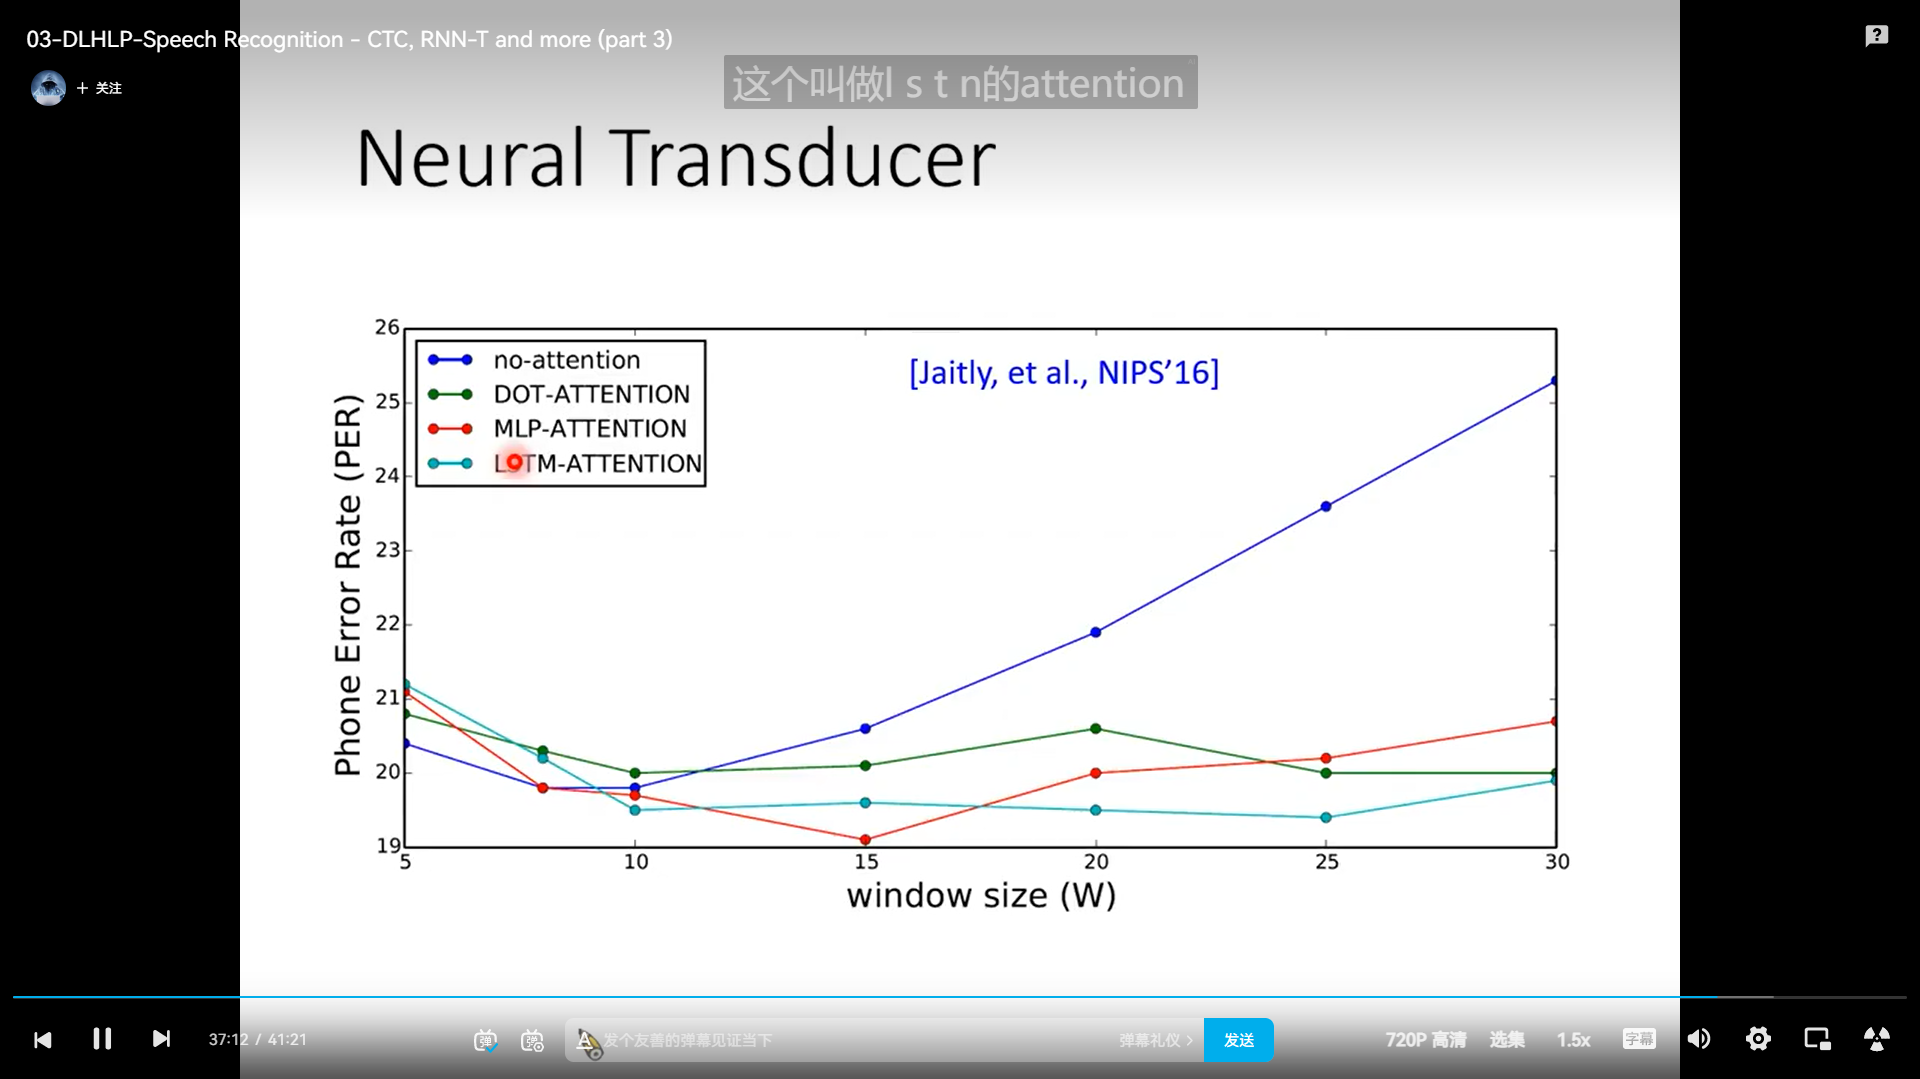 03-DLHLP-Speech Recognition - CTC, RNN-T and more (part 3)
+ 关注
这个叫做l s t n的attention
Neural Transducer
[Jaitly, et al., NIPS’16]
no-attention
DOT-ATTENTION
MLP-ATTENTION
LSTM-ATTENTION
Phone Error Rate (PER)
26
25
24
23
22
21
20
19
5 10 15 20 25 30
window size (W)
37:12 / 41:21
弹 弹 A 发个友善的弹幕见证当下 弹幕礼仪 > 发送 720P 高清 选集 1.5x 字幕